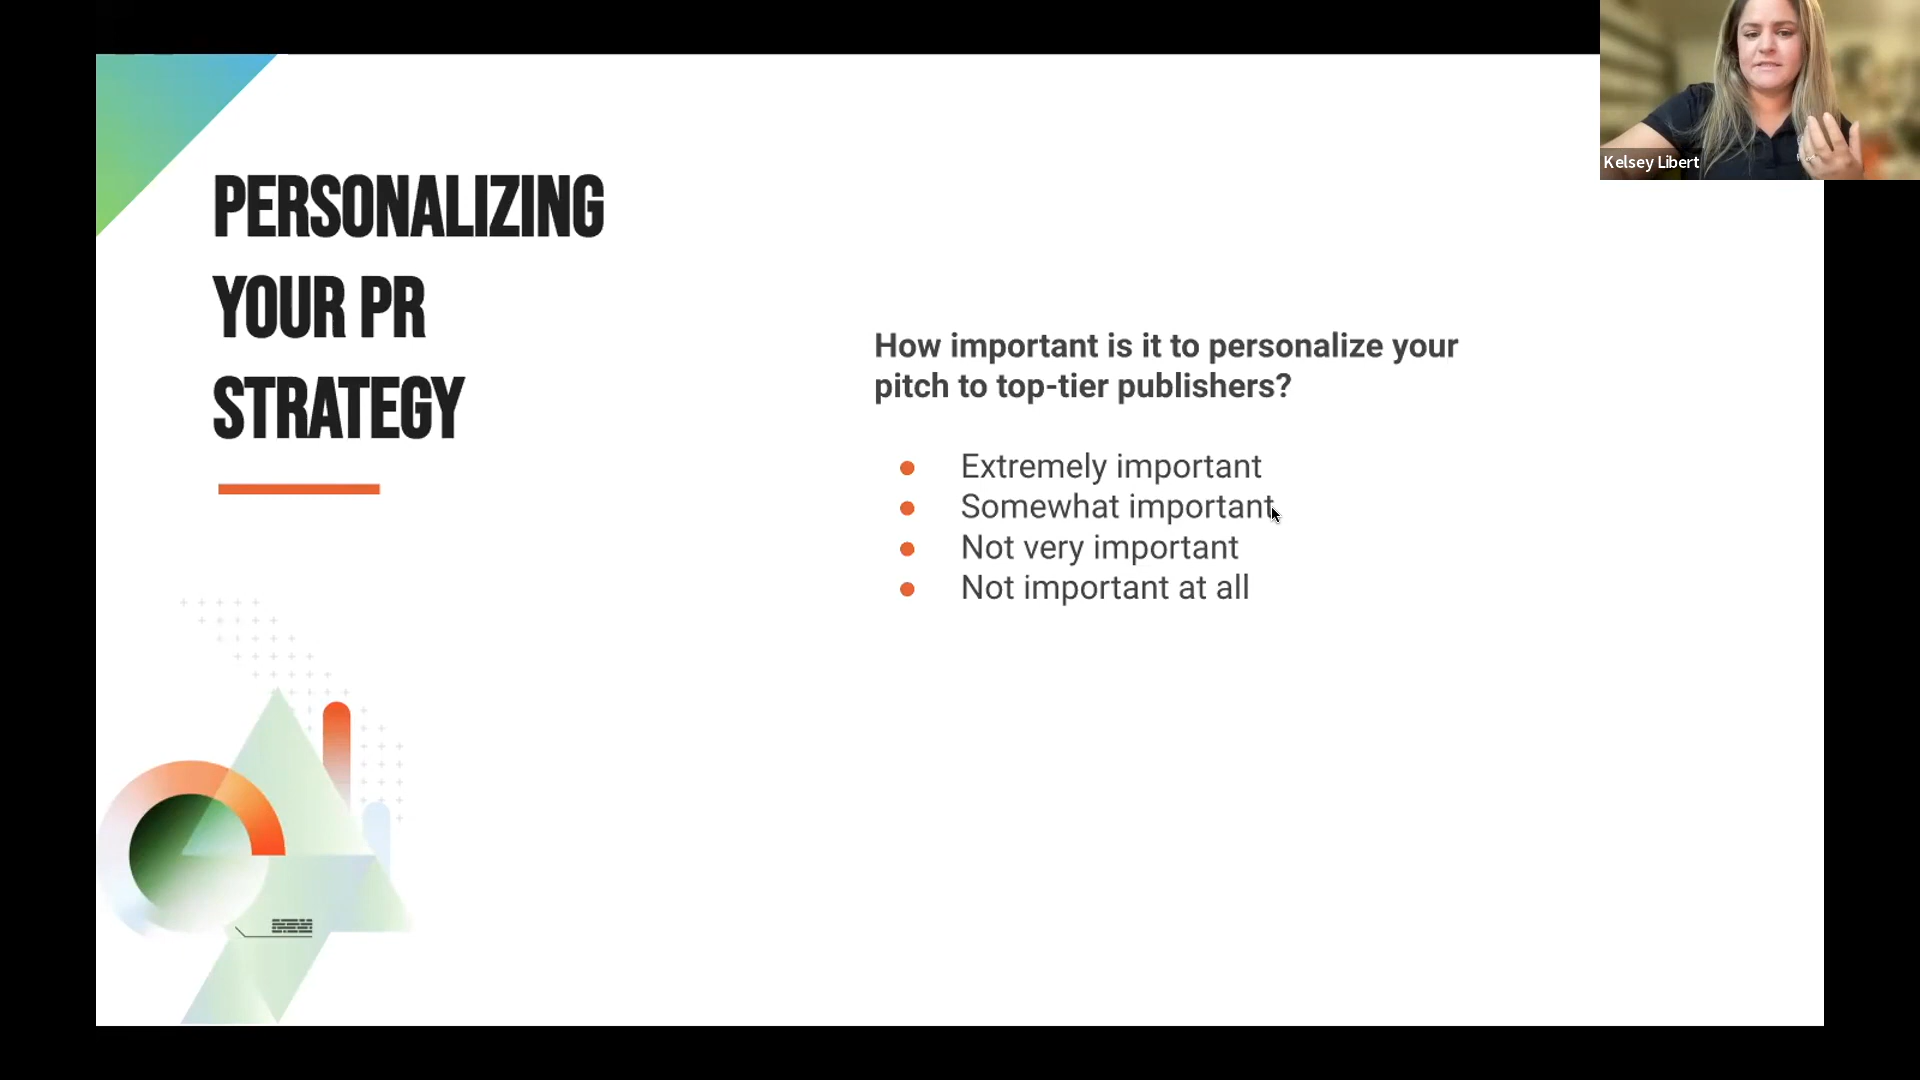 PERSONALIZING
YOUR PR
STRATEGY
How important is it to personalize your
pitch to top-tier publishers?
Extremely important
Somewhat important
Not very important
Not important at all
Kelsey Libert